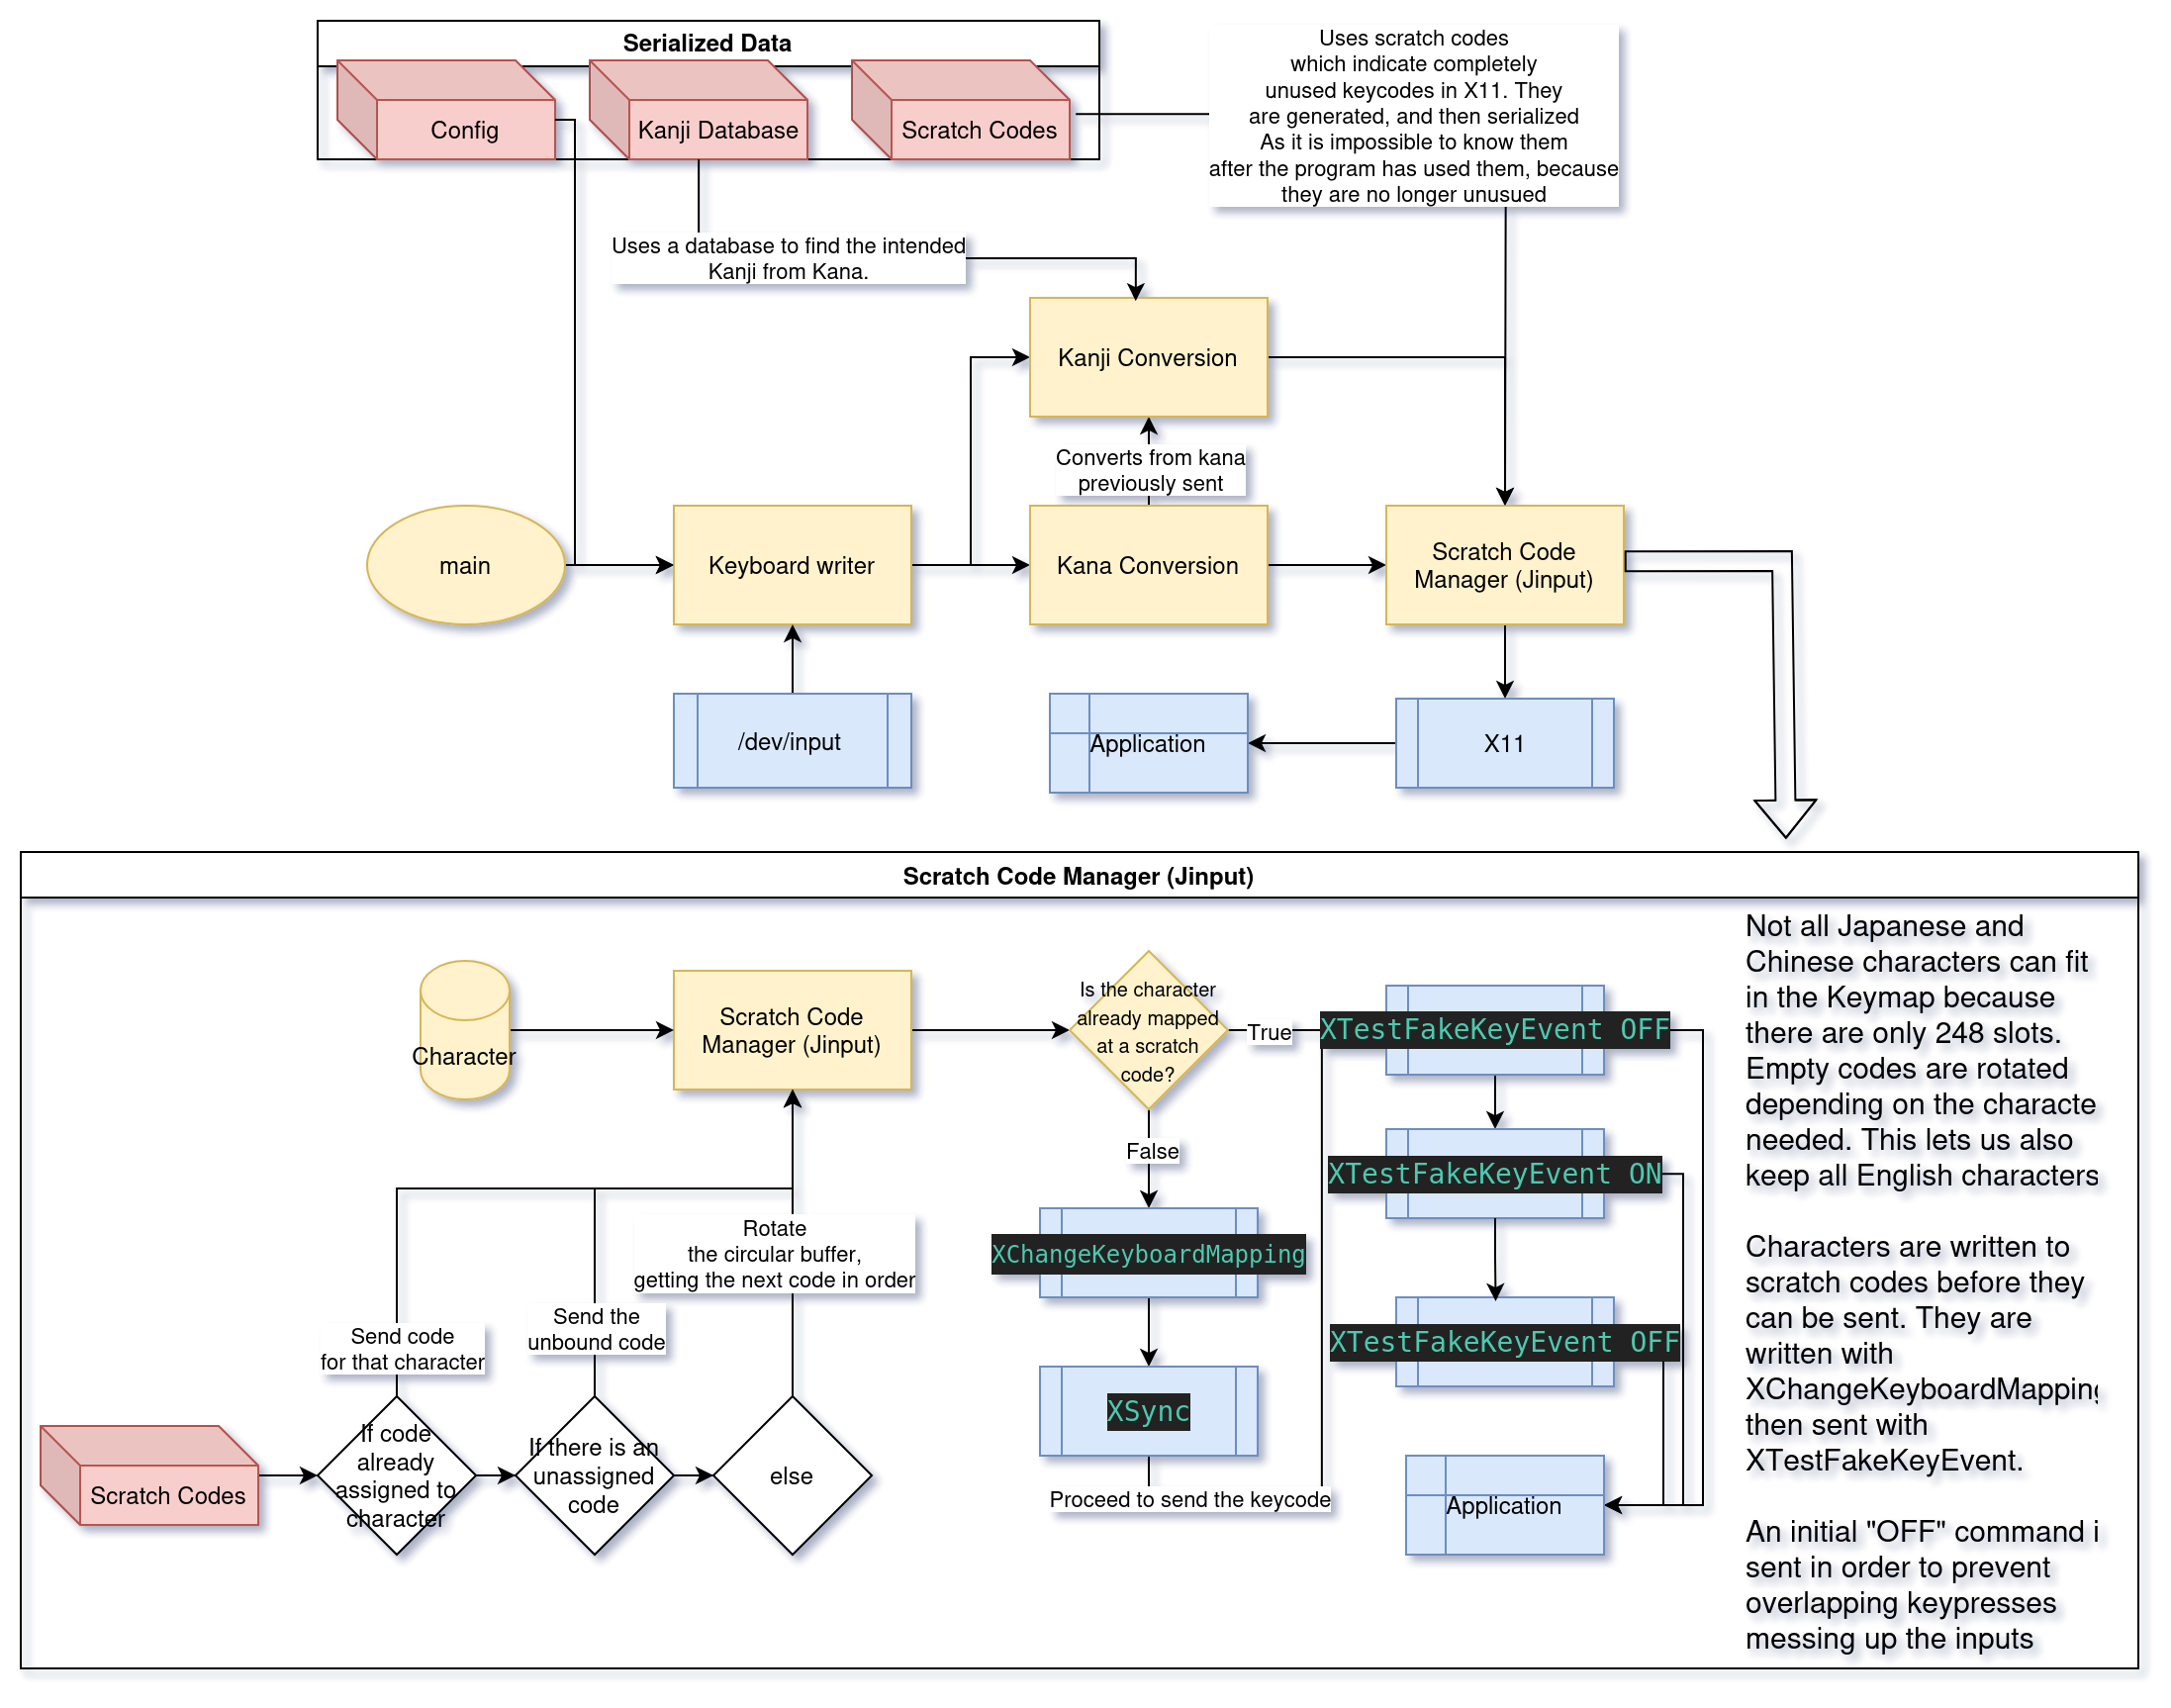 Serialized Data
Config
Kanji Database
Scratch Codes
Uses scratch codes
which indicate completely
unused keycodes in X11. They
are generated, and then serialized
As it is impossible to know them
after the program has used them, because
they are no longer unusued
Uses a database to find the intended
Kanji from Kana.
Kanji Conversion
Converts from kana
previously sent
main
Keyboard writer
Kana Conversion
Scratch Code
Manager (Jinput)
/dev/input
Application
X11
Scratch Code Manager (Jinput)
Character
Scratch Code
Manager (Jinput)
Is the character
already mapped
at a scratch
code?
True
False
XTestFakeKeyEvent OFF
XTestFakeKeyEvent ON
XTestFakeKeyEvent OFF
XChangeKeyboardMapping
XSync
Proceed to send the keycode
Application
Rotate
the circular buffer,
getting the next code in order
Send the
unbound code
Send code
for that character
Scratch Codes
If code
already
assigned to
character
If there is an
unassigned
code
else
Not all Japanese and
Chinese characters can fit
in the Keymap because
there are only 248 slots.
Empty codes are rotated
depending on the characte
needed. This lets us also
keep all English characters
Characters are written to
scratch codes before they
can be sent. They are
written with
XChangeKeyboardMapping
then sent with
XTestFakeKeyEvent.
An initial "OFF" command i
sent in order to prevent
overlapping keypresses
messing up the inputs